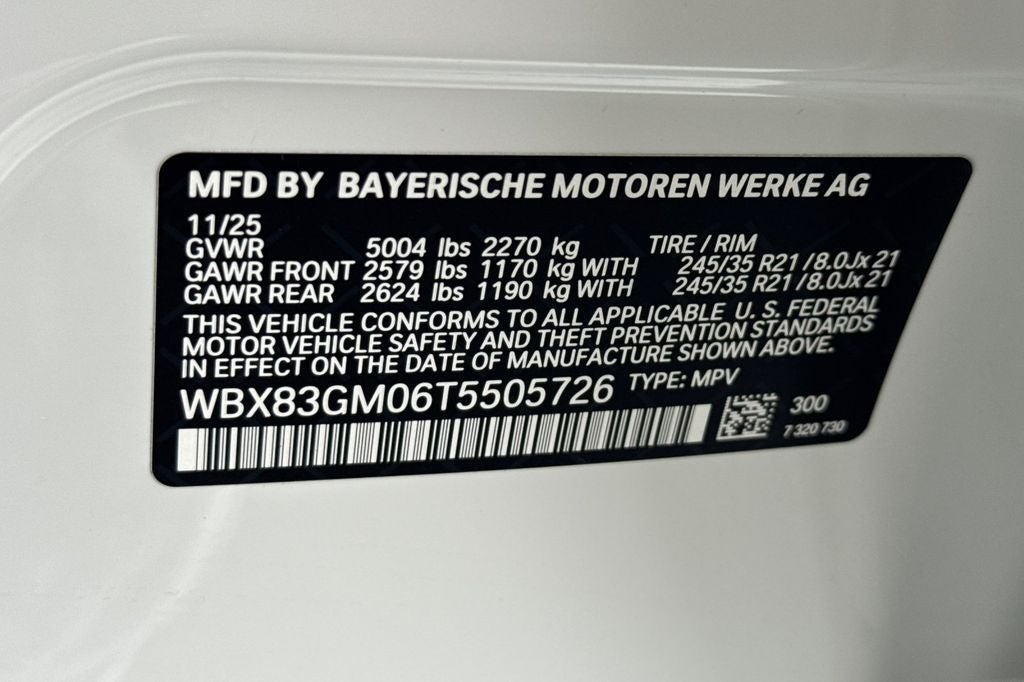 MFD BY BAYERISCHE MOTOREN WERKE AG
11/25
GVWR 5004 lbs 2270 kg TIRE / RIM
GAWR FRONT 2579 lbs 1170 kg WITH 245/35 R21 /8.0Jx 21
GAWR REAR 2624 lbs 1190 kg WITH 245/35 R21 /8.0Jx 21
THIS VEHICLE CONFORMS TO ALL APPLICABLE U. S. FEDERAL
MOTOR VEHICLE SAFETY AND THEFT PREVENTION STANDARDS
IN EFFECT ON THE DATE OF MANUFACTURE SHOWN ABOVE.
WBX83GM06T5505726 TYPE: MPV
300
7 320 730